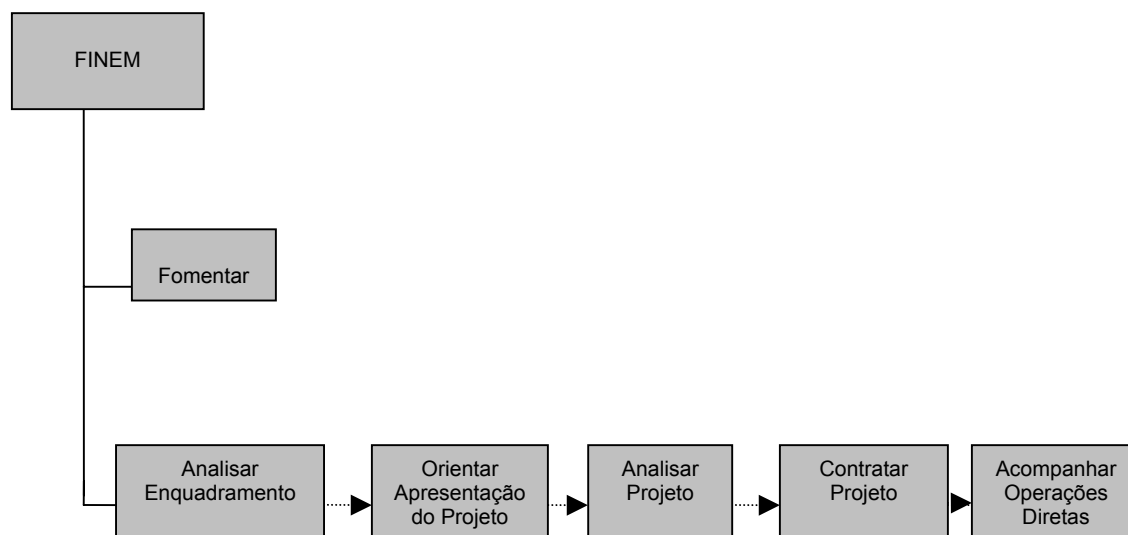 FINEM
Fomentar
Analisar
Enquadramento
Orientar
Apresentação
do Projeto
Analisar
Projeto
Contratar
Projeto
Acompanhar
Operações
Diretas